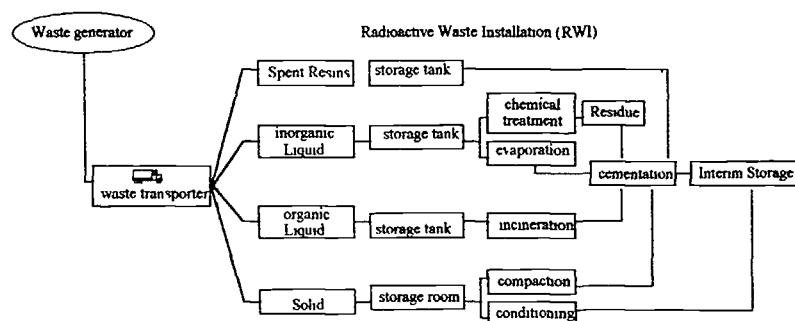 Waste generator
Radioactive Waste Installation (RWI)
Spent Resins
storage tank
chemical
treatment
Residue
inorganic
Liquid
storage tank
evaporation
waste transporter
cementation
Interim Storage
organic
Liquid
storage tank
incineration
compaction
Solid
storage room
conditioning